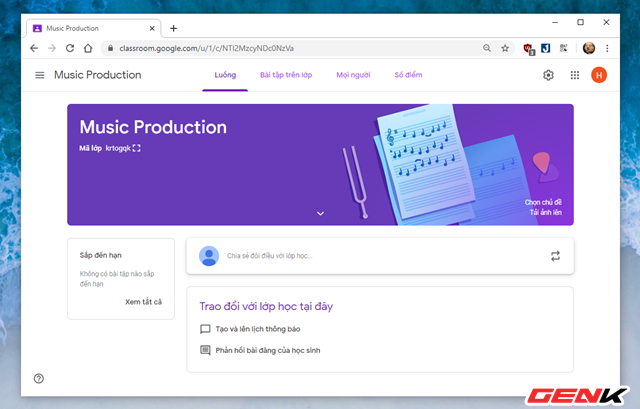 Music Production
classroom.google.com/u/1/c/NTI2MzcyNDc0NzVa
Music Production
Luồng
Bài tập trên lớp
Mọi người
Số điểm
H
Music Production
Mã lớp krtogqk
Chọn chủ đề
Tải ảnh lên
Sắp đến hạn
Không có bài tập nào sắp
đến hạn
Xem tất cả
Chia sẻ đôi điều với lớp học...
Trao đổi với lớp học tại đây
Tạo và lên lịch thông báo
Phản hồi bài đăng của học sinh
GENK